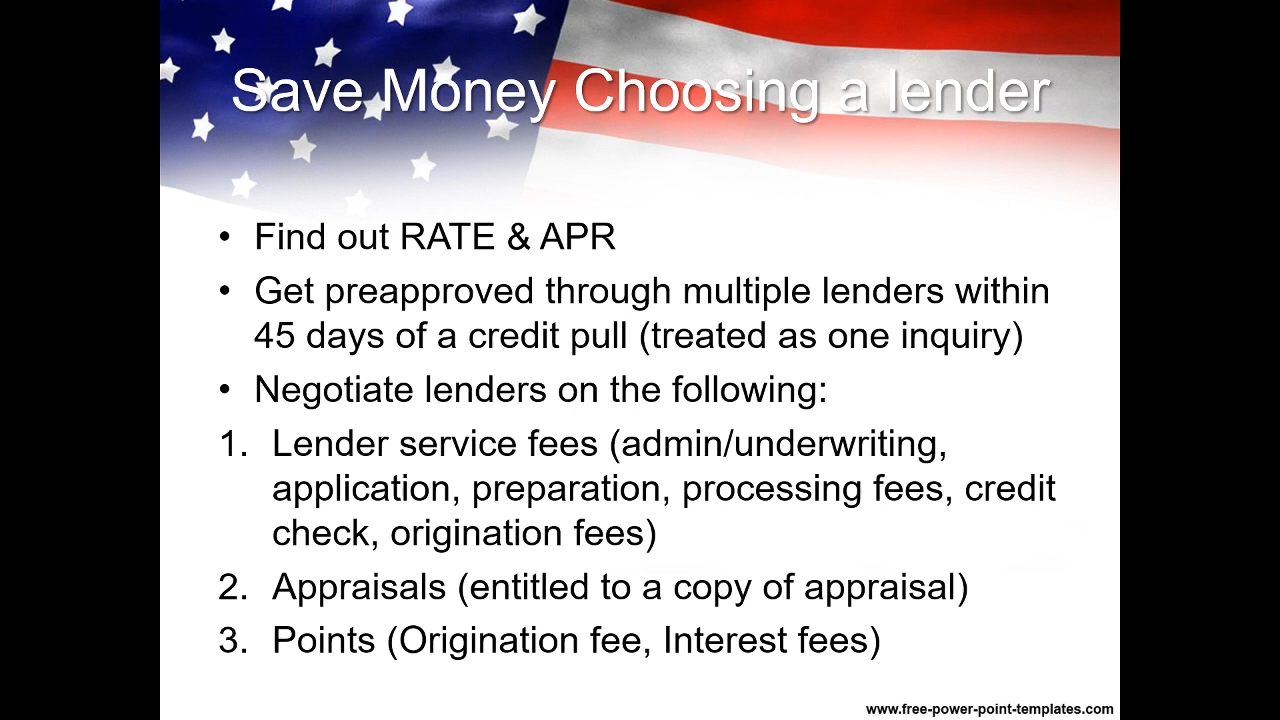 Save Money Choosing a lender
• Find out RATE & APR
• Get preapproved through multiple lenders within
45 days of a credit pull (treated as one inquiry)
• Negotiate lenders on the following:
1. Lender service fees (admin/underwriting,
application, preparation, processing fees, credit
check, origination fees)
2. Appraisals (entitled to a copy of appraisal)
3. Points (Origination fee, Interest fees)
www.free-power-point-templates.com